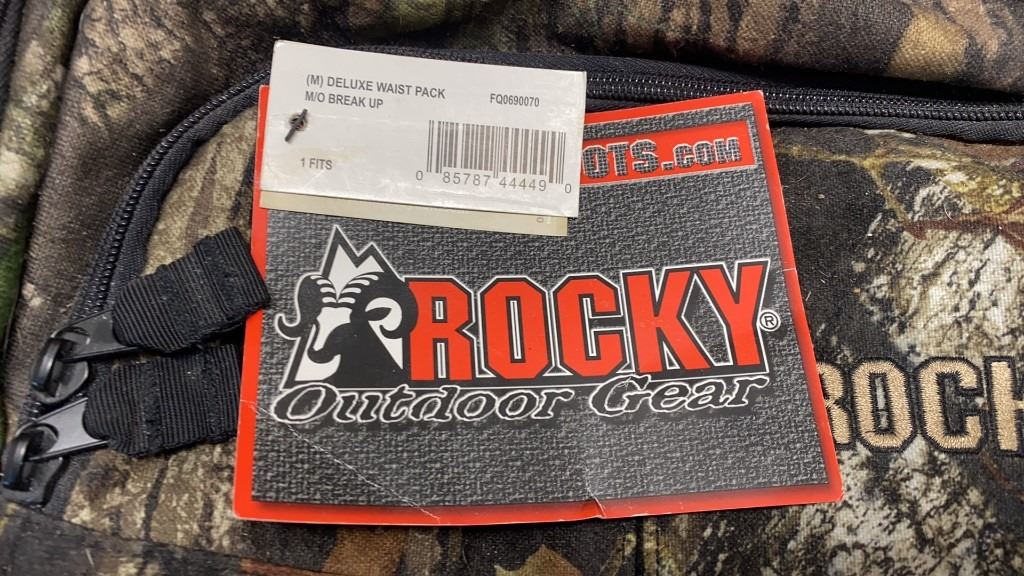 (M) DELUXE WAIST PACK FQ0690070
M/O BREAK UP
1 FITS
0 85787 44449 0
OTS.COM
ROCKY®
Outdoor Gear
ROCK